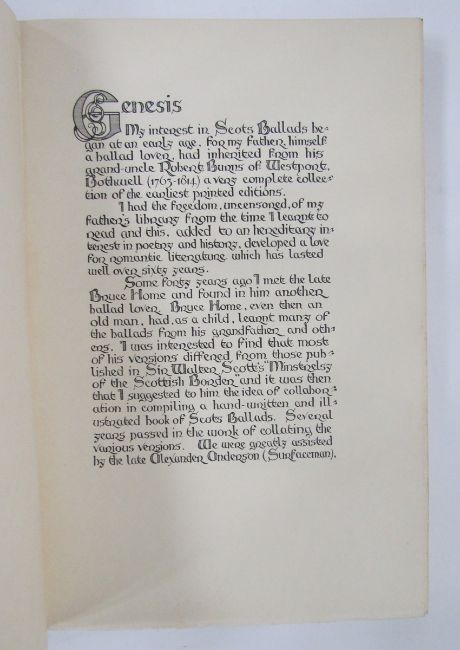 Genesis
My interest in Scots Ballads be-
gan at an early age, for my father, himself
a ballad lover, had inherited from his
grand-uncle Robert Burns of Westport,
Bothwell (1763-1814) a very complete collec-
tion of the earliest printed editions.
I had the freedom, uncensored, of my
father's library from the time I learnt to
read and this, added to an hereditary in-
terest in poetry and history, developed a love
for romantic literature which has lasted
well over sixty years.
Some forty years ago I met the late
Bruce Home and found in him another
ballad lover. Bruce Home, even then an
old man, had, as a child, learnt many of
the ballads from his grandfather and oth-
ers. I was interested to find that most
of his versions differed from those pub-
lished in Sir Walter Scott's "Minstrelsy
of the Scottish Border" and it was then
that I suggested to him the idea of collabor-
ation in compiling a hand-written and ill-
ustrated book of Scots Ballads. Several
years passed in the work of collating the
various versions. We were greatly assisted
by the late Alexander Anderson (Surfaceman),